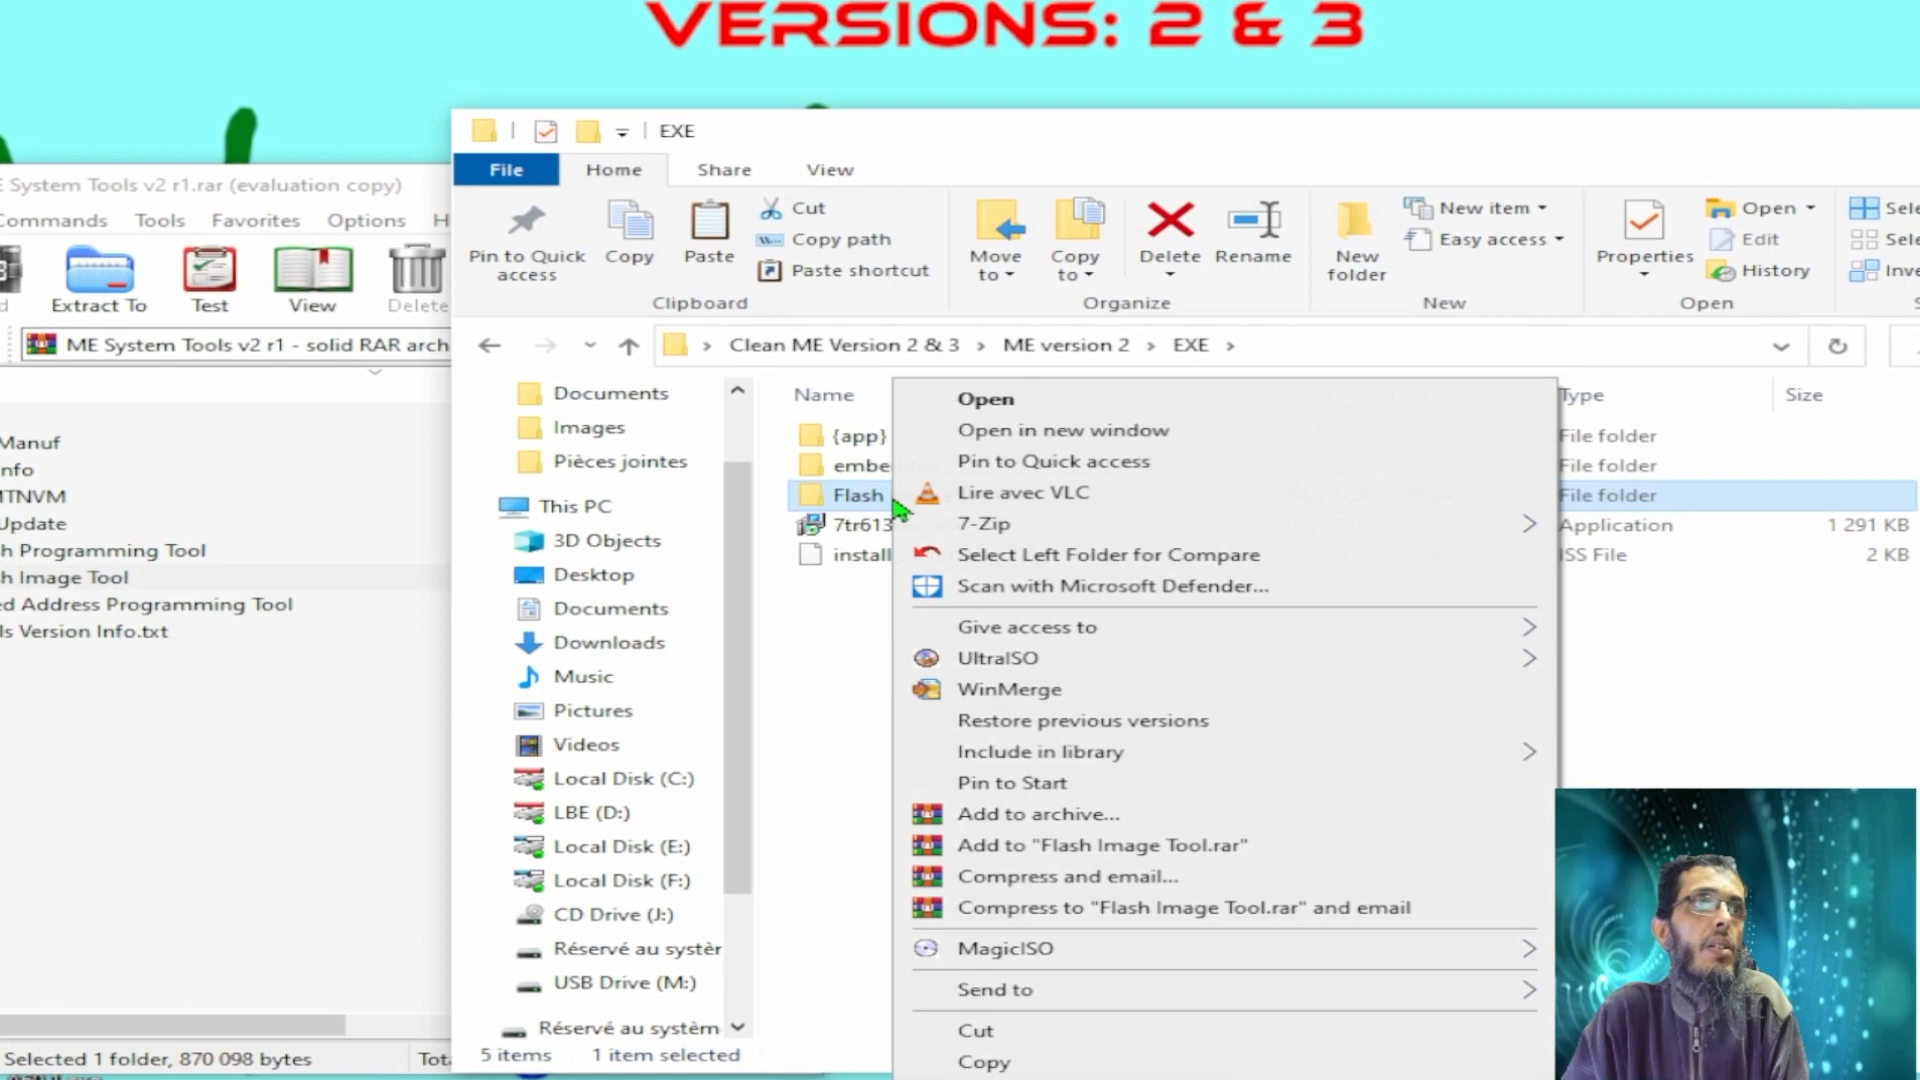 VERSIONS: 2 & 3
EXE
File Home Share View
Pin to Quick access
Copy
Paste
Cut
Copy path
Paste shortcut
Clipboard
Move to
Copy to
Delete
Rename
Organize
New folder
New item
Easy access
New
Properties
Open
Edit
History
Open
System Tools v2 r1.rar (evaluation copy)
Tools Favorites Options H
Extract To Test View Delete
ME System Tools v2 r1 - solid RAR arch
Clean ME Version 2 & 3 ME version 2 EXE
Manuf
nfo
MTNVM
Update
h Programming Tool
h Image Tool
ed Address Programming Tool
ls Version Info.txt
Selected 1 folder, 870 098 bytes
Documents
Images
Pièces jointes
This PC
3D Objects
Desktop
Documents
Downloads
Music
Pictures
Videos
Local Disk (C:)
LBE (D:)
Local Disk (E:)
Local Disk (F:)
CD Drive (J:)
Réservé au systèr
USB Drive (M:)
Réservé au systèm
5 items 1 item selected
Name Type Size
{app} File folder
embe File folder
Flash File folder
7tr613 Application 1 291 KB
install ISS File 2 KB
Open
Open in new window
Pin to Quick access
Lire avec VLC
7-Zip
Select Left Folder for Compare
Scan with Microsoft Defender...
Give access to
UltraISO
WinMerge
Restore previous versions
Include in library
Pin to Start
Add to archive...
Add to "Flash Image Tool.rar"
Compress and email...
Compress to "Flash Image Tool.rar" and email
MagicISO
Send to
Cut
Copy